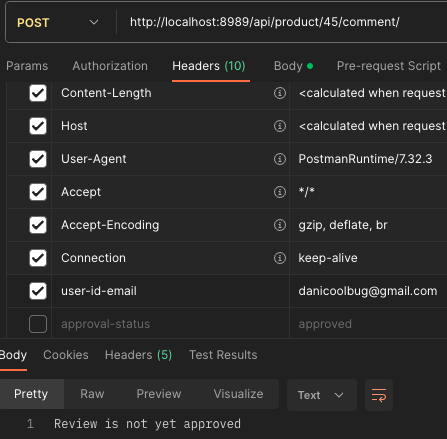 POST http://localhost:8989/api/product/45/comment/
Params Authorization Headers (10) Body Pre-request Script
Content-Length <calculated when request
Host <calculated when request
User-Agent PostmanRuntime/7.32.3
Accept */*
Accept-Encoding gzip, deflate, br
Connection keep-alive
user-id-email danicoolbug@gmail.com
approval-status approved
Body Cookies Headers (5) Test Results
Pretty Raw Preview Visualize Text
1 Review is not yet approved